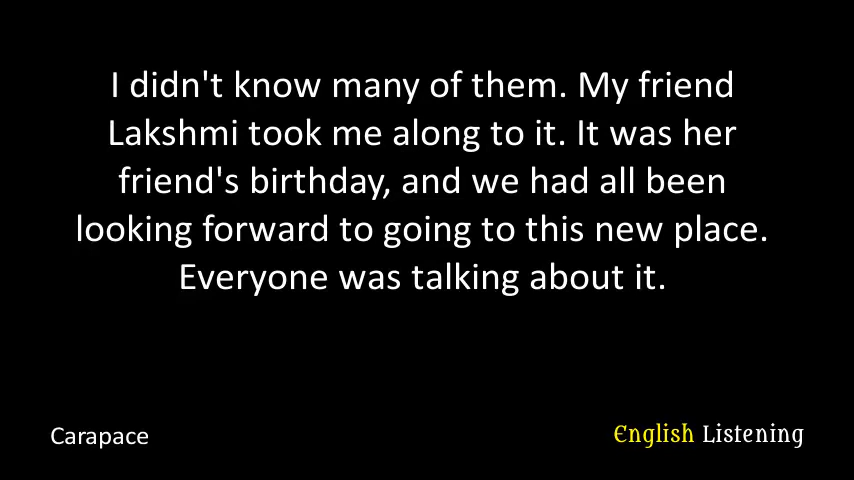 I didn't know many of them. My friend
Lakshmi took me along to it. It was her
friend's birthday, and we had all been
looking forward to going to this new place.
Everyone was talking about it.
Carapace
English Listening